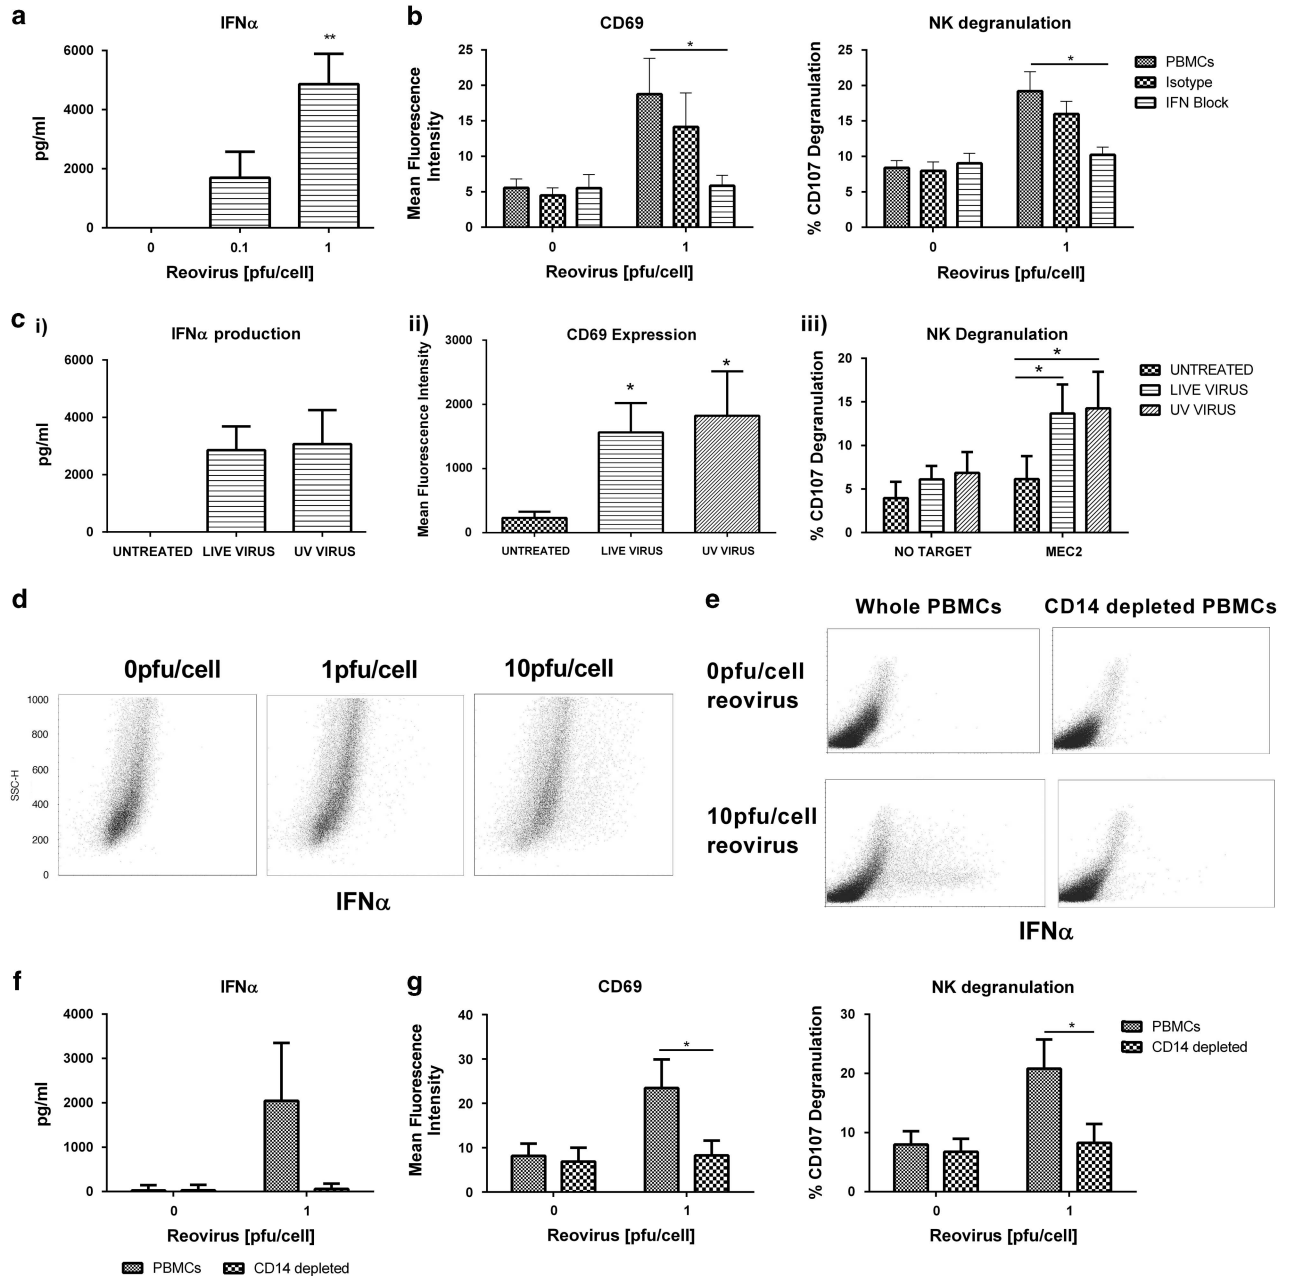 a
IFNα
**
pg/ml
6000
4000
2000
0
0 0.1 1
Reovirus [pfu/cell]
b
CD69
*
Mean Fluorescence
Intensity
25
20
15
10
5
0
0 1
Reovirus [pfu/cell]
NK degranulation
*
% CD107 Degranulation
25
20
15
10
5
0
0 1
Reovirus [pfu/cell]
PBMCs
Isotype
IFN Block
c i)
IFNα production
pg/ml
6000
4000
2000
0
UNTREATED LIVE VIRUS UV VIRUS
ii)
CD69 Expression
* *
Mean Fluorescence Intensity
3000
2000
1000
0
UNTREATED LIVE VIRUS UV VIRUS
iii)
NK Degranulation
*
*
% CD107 Degranulation
20
15
10
5
0
NO TARGET MEC2
UNTREATED
LIVE VIRUS
UV VIRUS
d
0pfu/cell 1pfu/cell 10pfu/cell
SSC-H
1000
800
600
400
200
0
IFNα
e
Whole PBMCs CD14 depleted PBMCs
0pfu/cell
reovirus
10pfu/cell
reovirus
IFNα
f
IFNα
pg/ml
4000
3000
2000
1000
0
0 1
Reovirus [pfu/cell]
PBMCs CD14 depleted
g
CD69
*
Mean Fluorescence
Intensity
40
30
20
10
0
0 1
Reovirus [pfu/cell]
NK degranulation
*
% CD107 Degranulation
30
20
10
0
0 1
Reovirus [pfu/cell]
PBMCs
CD14 depleted